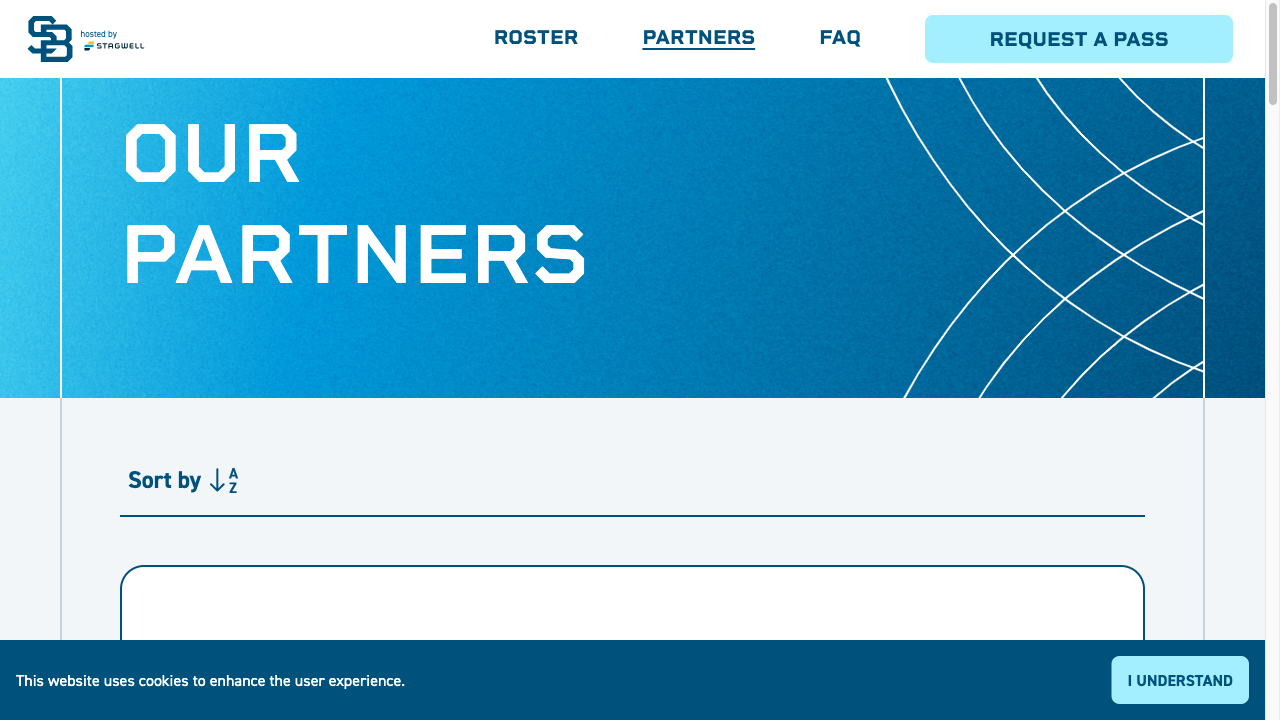 SB
hosted by
STAGWELL
ROSTER
PARTNERS
FAQ
REQUEST A PASS
OUR
PARTNERS
Sort by
A
Z
This website uses cookies to enhance the user experience.
I UNDERSTAND